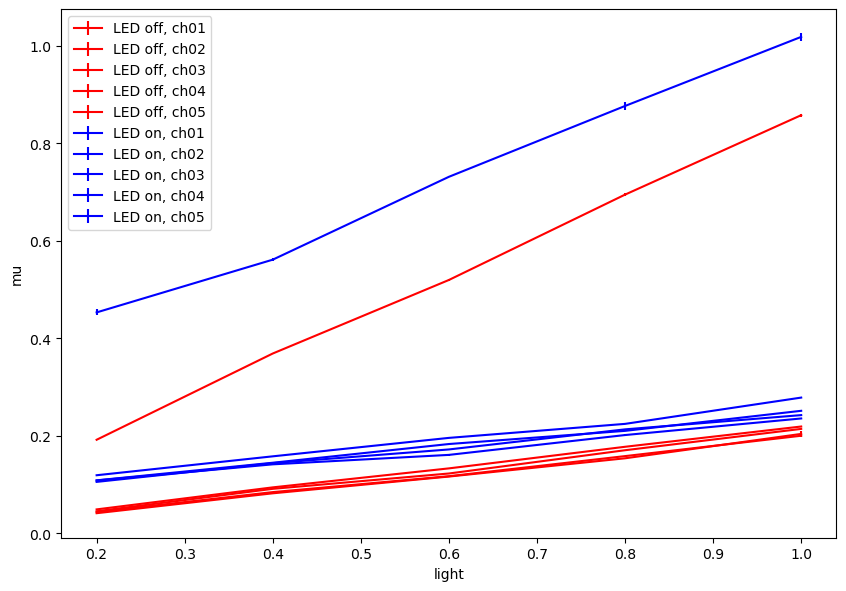 LED off, ch01
LED off, ch02
LED off, ch03
LED off, ch04
LED off, ch05
LED on, ch01
LED on, ch02
LED on, ch03
LED on, ch04
LED on, ch05
1.0
0.8
0.6
0.4
0.2
0.0
mu
0.2 0.3 0.4 0.5 0.6 0.7 0.8 0.9 1.0
light